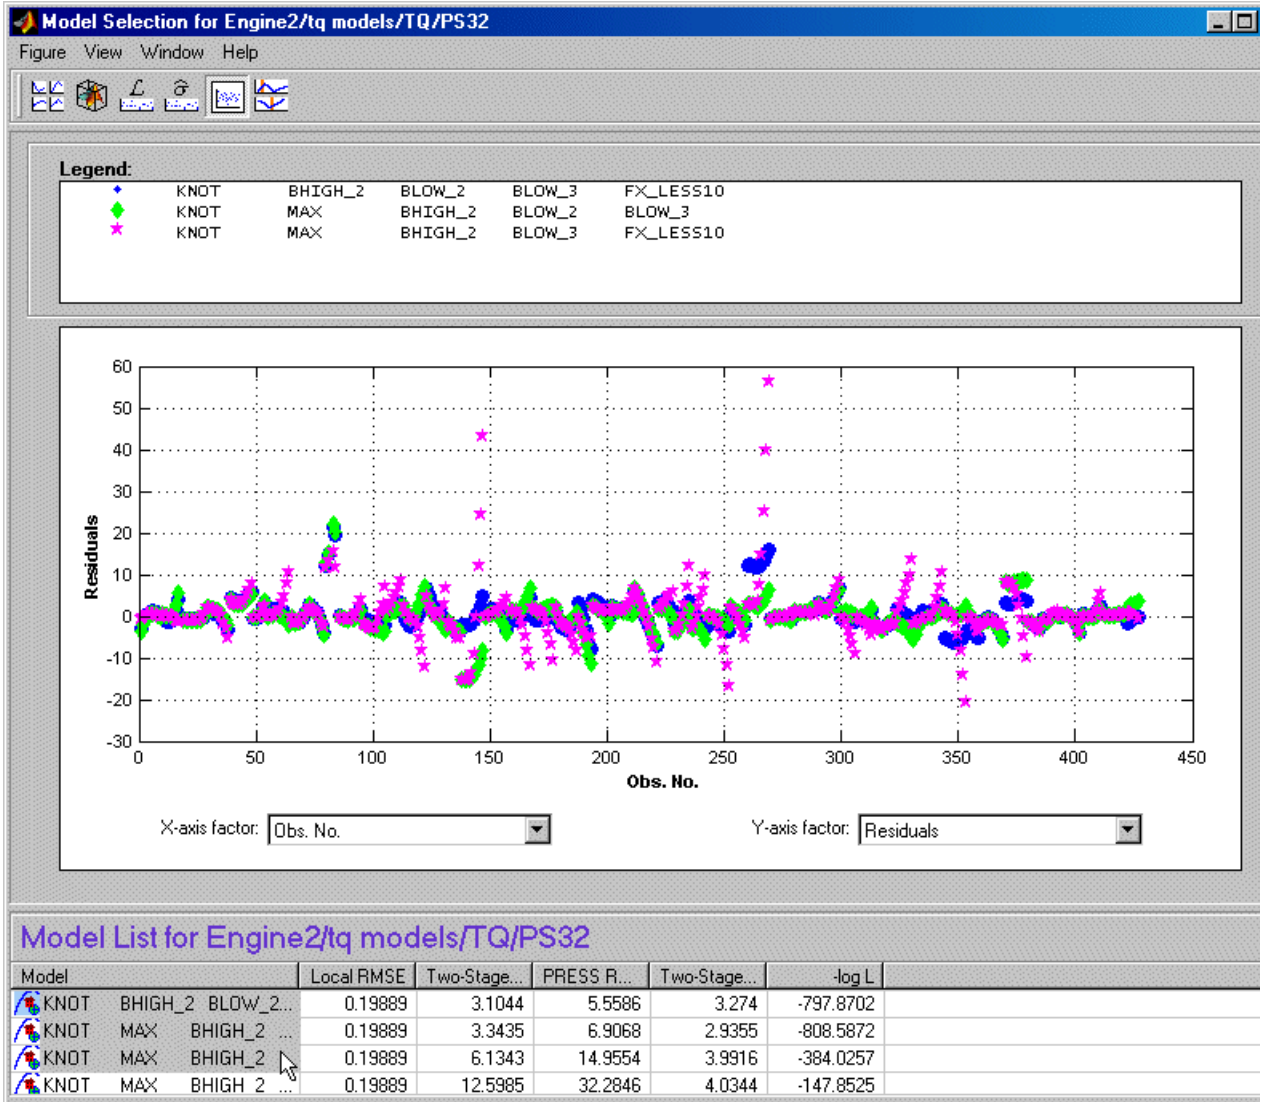 Model Selection for Engine2/tq models/TQ/PS32
Figure View Window Help
Legend:
KNOT BHIGH_2 BLOW_2 BLOW_3 FX_LESS10
KNOT MAX BHIGH_2 BLOW_2 BLOW_3
KNOT MAX BHIGH_2 BLOW_3 FX_LESS10
60
50
40
30
20
10
0
-10
-20
-30
Residuals
0 50 100 150 200 250 300 350 400 450
Obs. No.
X-axis factor: Obs. No. Y-axis factor: Residuals
Model List for Engine2/tq models/TQ/PS32
Model Local RMSE Two-Stage... PRESS R... Two-Stage... -log L
KNOT BHIGH_2 BLOW_2... 0.19889 3.1044 5.5586 3.274 -797.8702
KNOT MAX BHIGH_2 ... 0.19889 3.3435 6.9068 2.9355 -808.5872
KNOT MAX BHIGH_2 0.19889 6.1343 14.9554 3.9916 -384.0257
KNOT MAX BHIGH_2 ... 0.19889 12.5985 32.2846 4.0344 -147.8525